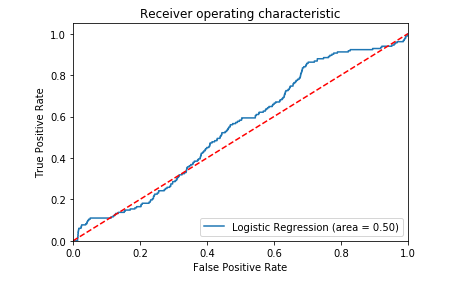 Receiver operating characteristic
1.0
0.8
0.6
0.4
0.2
0.0
True Positive Rate
Logistic Regression (area = 0.50)
0.0 0.2 0.4 0.6 0.8 1.0
False Positive Rate